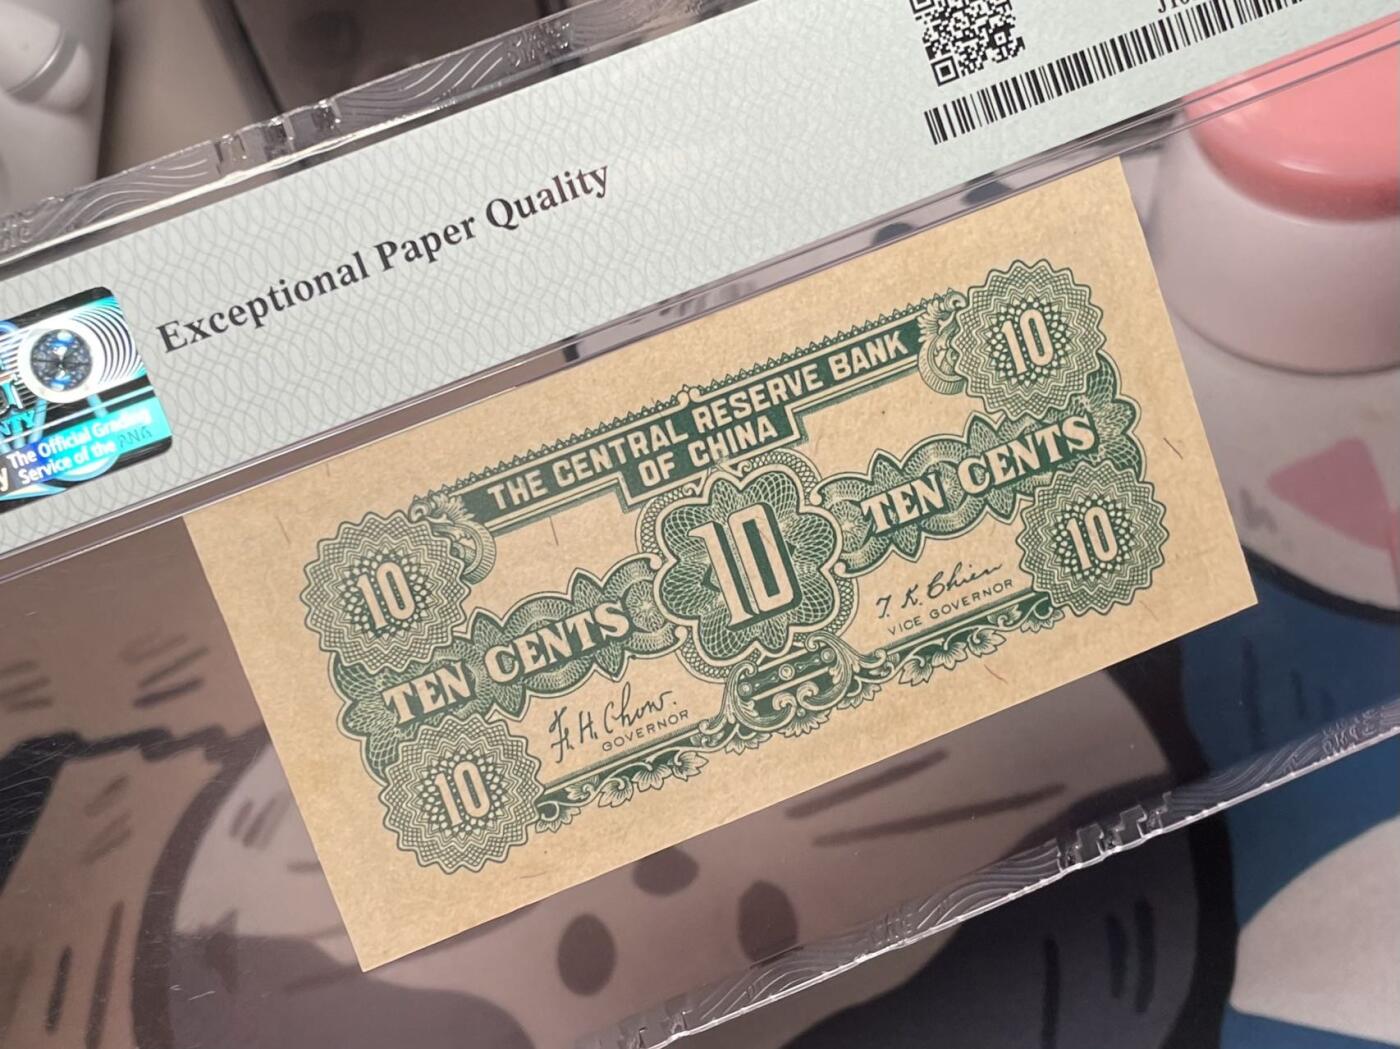 Exceptional Paper Quality
The Official Grading
Service of the PNG
THE CENTRAL RESERVE BANK
OF CHINA
10
10
TEN CENTS
10
TEN CENTS
10
10
T. K. Chien
VICE GOVERNOR
F. H. Chow.
GOVERNOR